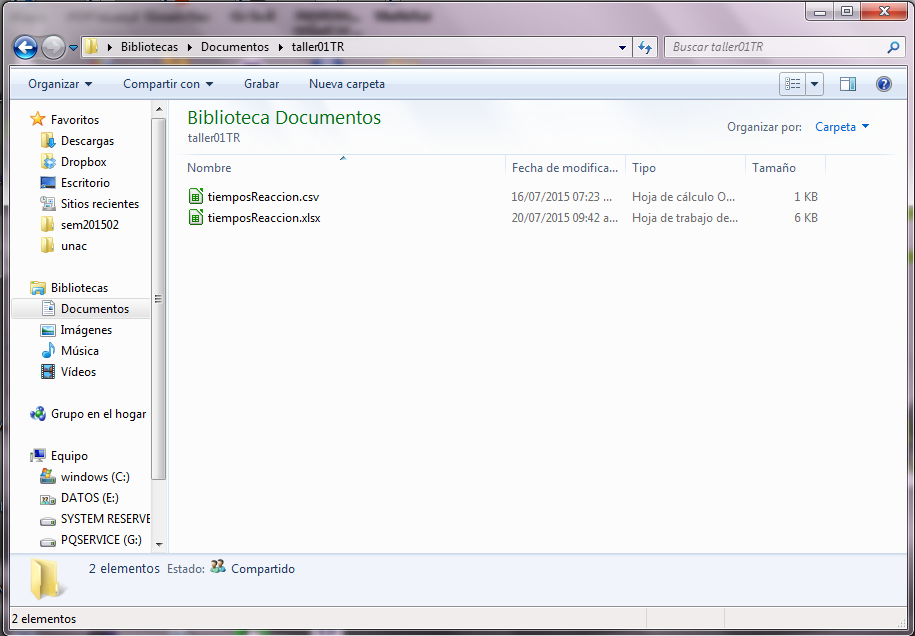 Bibliotecas Documentos taller01TR Buscar taller01TR
Organizar Compartir con Grabar Nueva carpeta
Favoritos
Descargas
Dropbox
Escritorio
Sitios recientes
sem201502
unac
Bibliotecas
Documentos
Imágenes
Música
Vídeos
Grupo en el hogar
Equipo
windows (C:)
DATOS (E:)
SYSTEM RESERVE
PQSERVICE (G:)
Biblioteca Documentos
taller01TR
Organizar por: Carpeta
Nombre Fecha de modifica... Tipo Tamaño
tiemposReaccion.csv 16/07/2015 07:23 ... Hoja de cálculo O... 1 KB
tiemposReaccion.xlsx 20/07/2015 09:42 a... Hoja de trabajo de... 6 KB
2 elementos Estado: Compartido
2 elementos